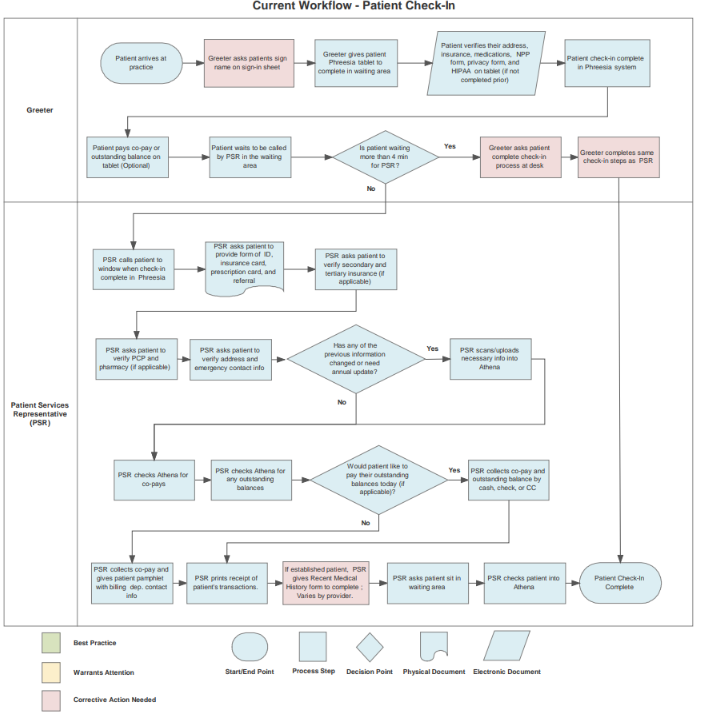 Current Workflow - Patient Check-In
Greeter
Patient arrives at
practice
Greeter asks patients sign
name on sign-in sheet
Greeter gives patient
Phreesia tablet to
complete in waiting area
Patient verifies their address,
insurance, medications, NPP
form, privacy form, and
HIPAA on tablet (if not
completed prior)
Patient check-in complete
in Phreesia system
Patient pays co-pay or
outstanding balance on
tablet (Optional)
Patient waits to be called
by PSR in the waiting
area
Is patient waiting
more than 4 min
for PSR?
Yes
No
Greeter asks patient
complete check-in
process at desk
Greeter completes same
check-in steps as PSR
Patient Services
Representative
(PSR)
PSR calls patient to
window when check-in
complete in Phreesia
PSR asks patient to
provide form of ID,
insurance card,
prescription card, and
referral
PSR asks patient to
verify secondary and
tertiary insurance (if
applicable)
PSR asks patient to
verify PCP and
pharmacy (if applicable)
PSR asks patient to
verify address and
emergency contact info
Has any of the
previous information
changed or need
annual update?
Yes
No
PSR scans/uploads
necessary info into
Athena
PSR checks Athena for
co-pays
PSR checks Athena for
any outstanding
balances
Would patient like to
pay their outstanding
balances today (if
applicable)?
Yes
No
PSR collects co-pay and
outstanding balance by
cash, check, or CC
PSR collects co-pay and
gives patient pamphlet
with billing dep. contact
info
PSR prints receipt of
patient's transactions.
If established patient, PSR
gives Recent Medical
History form to complete ;
Varies by provider.
PSR asks patient sit in
waiting area
PSR checks patient into
Athena
Patient Check-In
Complete
Best Practice
Warrants Attention
Corrective Action Needed
Start/End Point
Process Step
Decision Point
Physical Document
Electronic Document